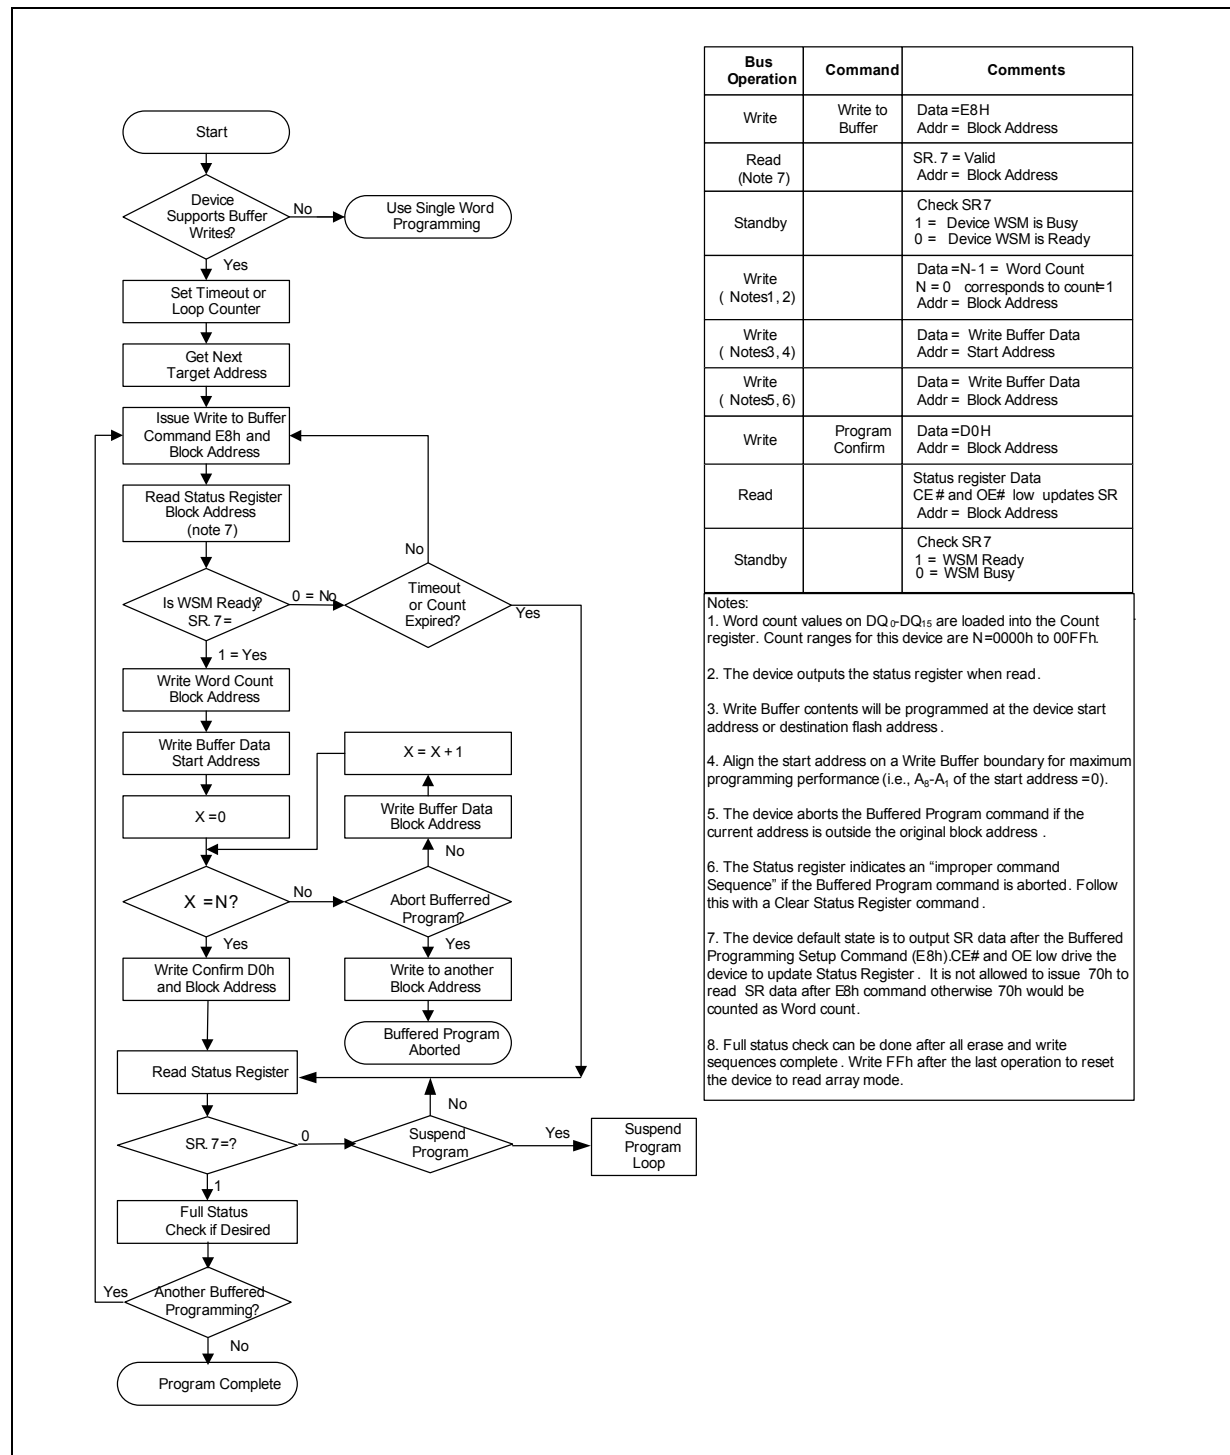 Start
Device
Supports Buffer
Writes?
No
Use Single Word
Programming
Yes
Set Timeout or
Loop Counter
Get Next
Target Address
Issue Write to Buffer
Command E8h and
Block Address
Read Status Register
Block Address
(note 7)
No
Is WSM Ready?
SR. 7 =
0 = No
Timeout
or Count
Expired?
Yes
1 = Yes
Write Word Count
Block Address
Write Buffer Data
Start Address
X = X + 1
X = 0
Write Buffer Data
Block Address
No
X = N?
No
Abort Bufferred
Program?
Yes
Yes
Write Confirm D0h
and Block Address
Write to another
Block Address
Buffered Program
Aborted
Read Status Register
No
SR. 7 =?
0
Suspend
Program
Yes
Suspend
Program
Loop
1
Full Status
Check if Desired
Yes
Another Buffered
Programming?
No
Program Complete
Bus
Operation
Command
Comments
Write
Write to
Buffer
Data = E8H
Addr = Block Address
Read
(Note 7)
SR. 7 = Valid
Addr = Block Address
Standby
Check SR7
1 = Device WSM is Busy
0 = Device WSM is Ready
Write
( Notes1, 2)
Data = N-1 = Word Count
N = 0 corresponds to count=1
Addr = Block Address
Write
( Notes3, 4)
Data = Write Buffer Data
Addr = Start Address
Write
( Notes5, 6)
Data = Write Buffer Data
Addr = Block Address
Write
Program
Confirm
Data = D0H
Addr = Block Address
Read
Status register Data
CE# and OE# low updates SR
Addr = Block Address
Standby
Check SR7
1 = WSM Ready
0 = WSM Busy
Notes:
1. Word count values on DQ0-DQ15 are loaded into the Count
register. Count ranges for this device are N=0000h to 00FFh.
2. The device outputs the status register when read.
3. Write Buffer contents will be programmed at the device start
address or destination flash address.
4. Align the start address on a Write Buffer boundary for maximum
programming performance (i.e., A8-A1 of the start address = 0).
5. The device aborts the Buffered Program command if the
current address is outside the original block address.
6. The Status register indicates an “improper command
Sequence” if the Buffered Program command is aborted. Follow
this with a Clear Status Register command.
7. The device default state is to output SR data after the Buffered
Programming Setup Command (E8h).CE# and OE low drive the
device to update Status Register. It is not allowed to issue 70h to
read SR data after E8h command otherwise 70h would be
counted as Word count.
8. Full status check can be done after all erase and write
sequences complete. Write FFh after the last operation to reset
the device to read array mode.